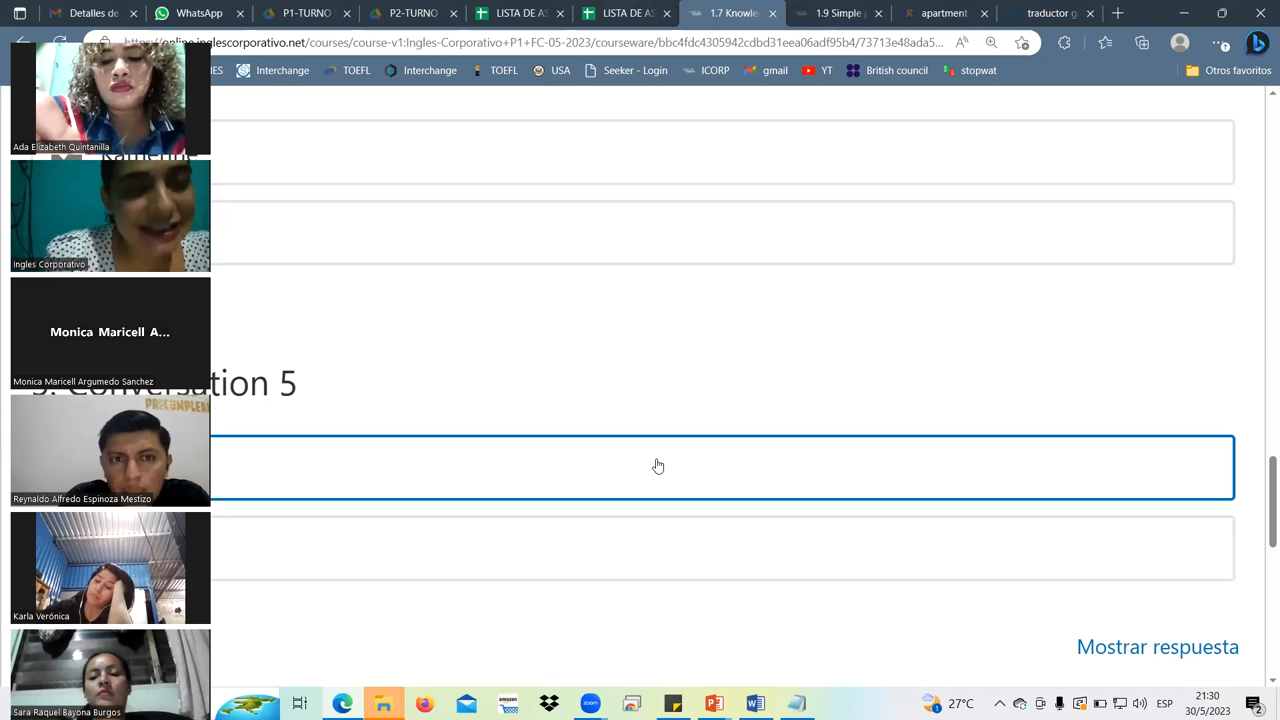 WhatsApp
P1-TURNO
P2-TURNO
LISTA DE AS
LISTA DE AS
1.7 Knowle
1.9 Simple
apartment
traductor g
https://online.inglescorporativo.net/courses/course-v1:Ingles-Corporativo+P1+FC-05-2023/courseware/bbc4fdc4305942cdbd31eea06adf95b4/73713e48ada5...
ES
Interchange
TOEFL
Interchange
TOEFL
USA
Seeker - Login
ICORP
gmail
YT
British council
stopwat
Otros favoritos
Ada Elizabeth Quintanilla
Katherine
Ingles Corporativo
Monica Maricell A...
Monica Maricell Argumedo Sanchez
5. Conversation 5
Reynaldo Alfredo Espinoza Mestizo
Karla Verónica
Mostrar respuesta
Sara Raquel Bayona Burgos
27°C
ESP
21:30
30/5/2023
2